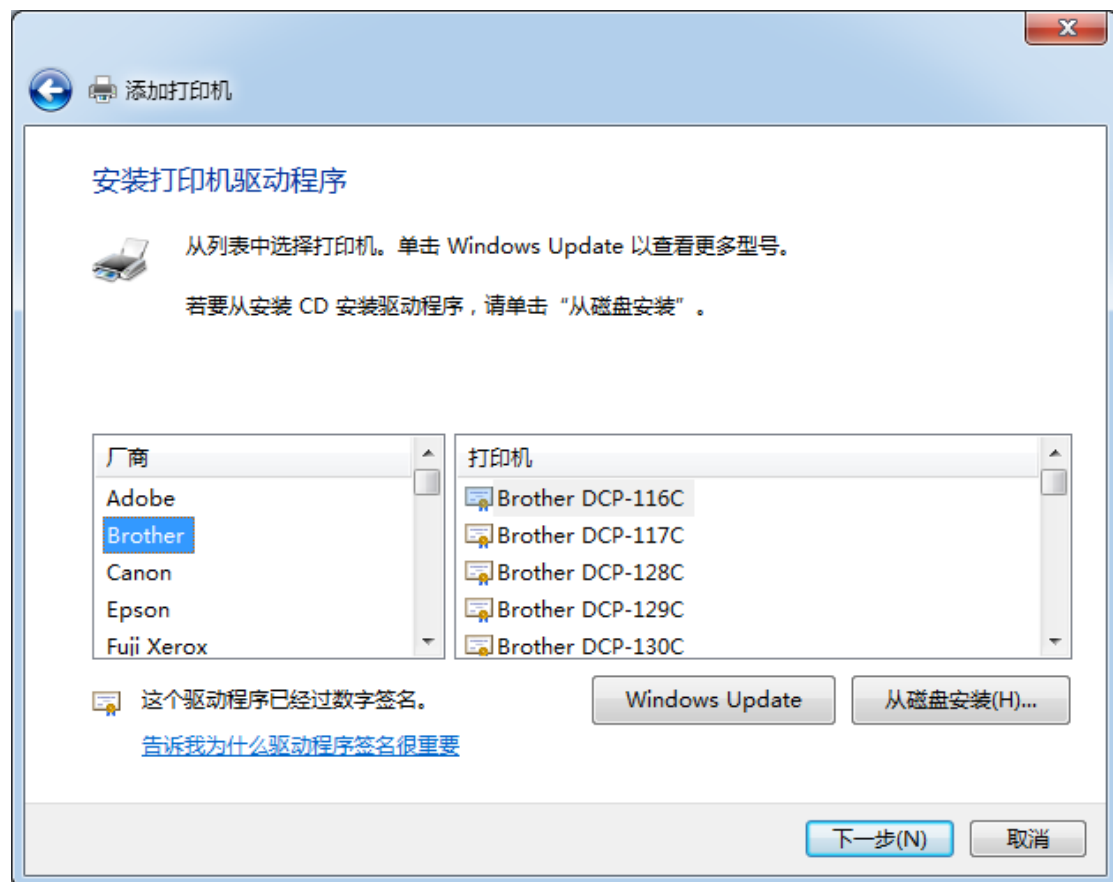 添加打印机
安装打印机驱动程序
从列表中选择打印机。单击 Windows Update 以查看更多型号。
若要从安装 CD 安装驱动程序，请单击“从磁盘安装”。
厂商
Adobe
Brother
Canon
Epson
Fuji Xerox
打印机
Brother DCP-116C
Brother DCP-117C
Brother DCP-128C
Brother DCP-129C
Brother DCP-130C
这个驱动程序已经过数字签名。
Windows Update
从磁盘安装(H)...
告诉我为什么驱动程序签名很重要
下一步(N)
取消